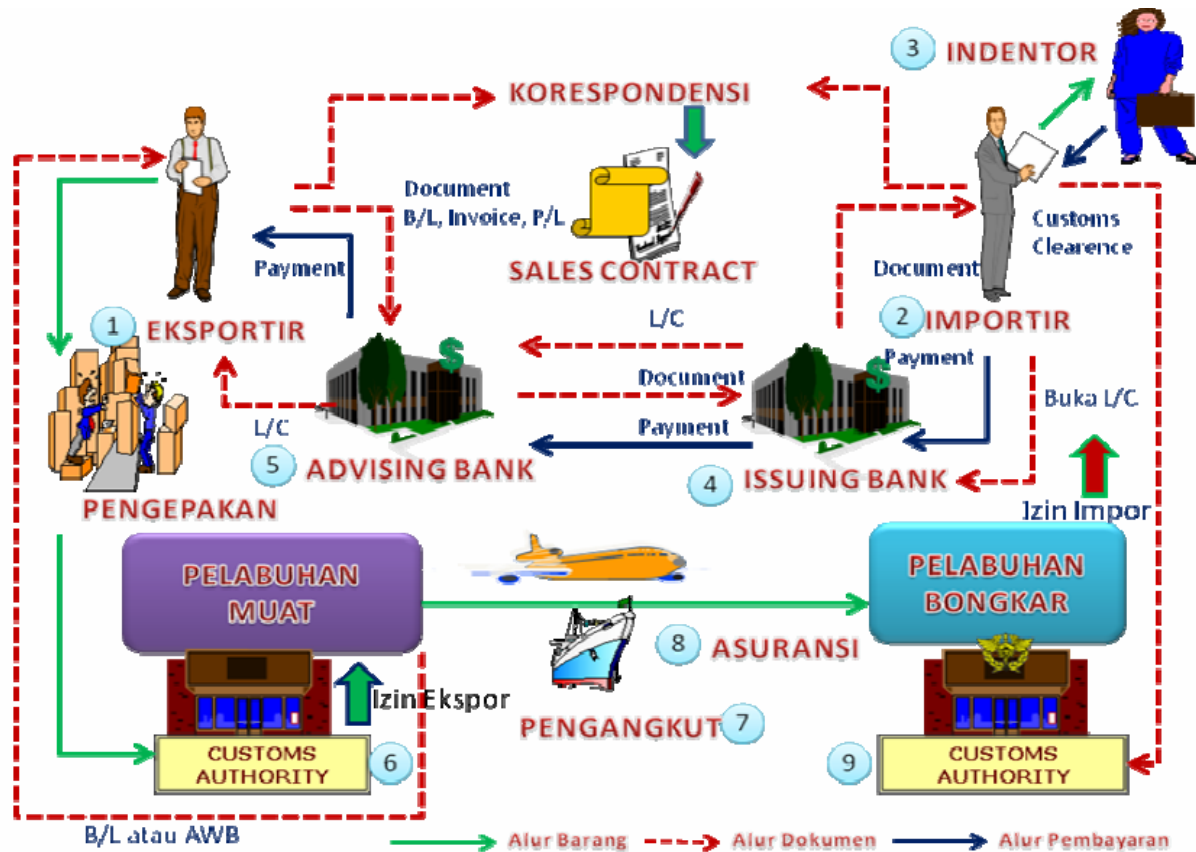 3 INDENTOR
KORESPONDENSI
Document
B/L, Invoice, P/L
Customs
Clearence
Payment
SALES CONTRACT
Document
1 EKSPORTIR
L/C
2 IMPORTIR
Payment
Document
Buka L/C
L/C
Payment
5 ADVISING BANK
4 ISSUING BANK
PENGEPAKAN
Izin Impor
PELABUHAN
MUAT
PELABUHAN
BONGKAR
8 ASURANSI
Izin Ekspor
PENGANGKUT 7
CUSTOMS
AUTHORITY
6
9
CUSTOMS
AUTHORITY
B/L atau AWB
Alur Barang
Alur Dokumen
Alur Pembayaran